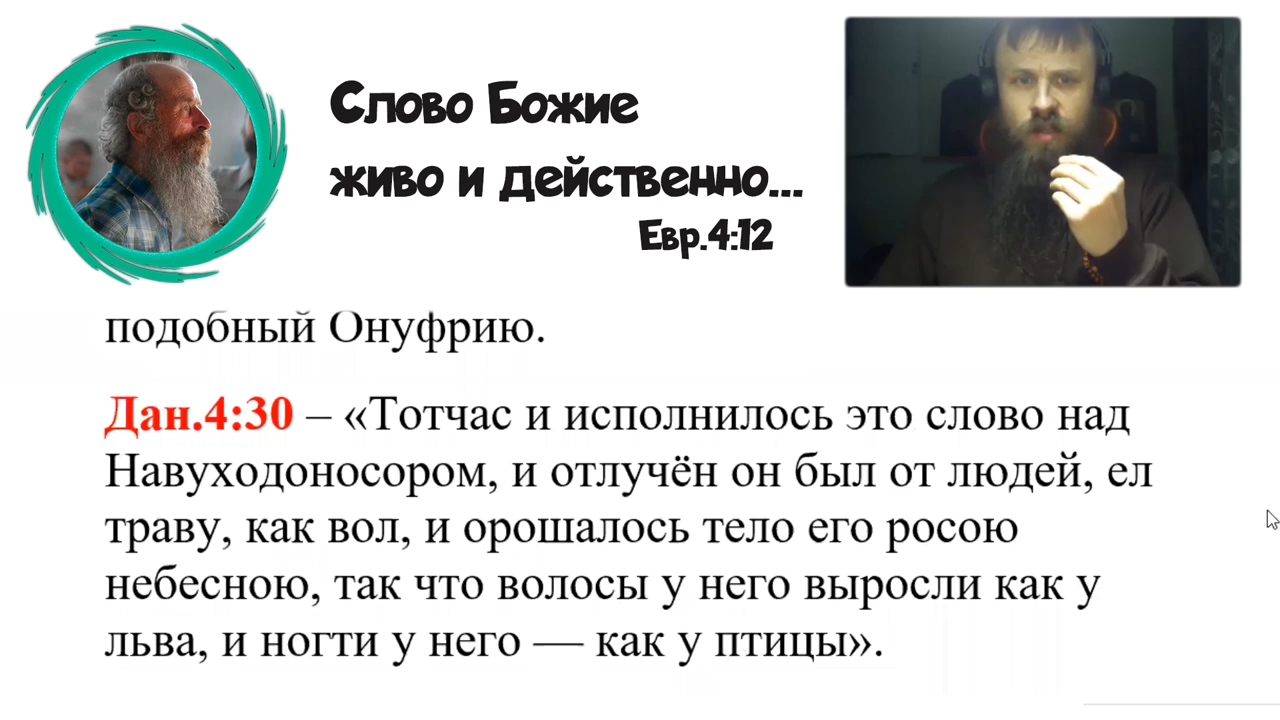 Слово Божие
живо и действенно...
Евр.4:12
подобный Онуфрию.
Дан.4:30 – «Тотчас и исполнилось это слово над
Навуходоносором, и отлучён он был от людей, ел
траву, как вол, и орошалось тело его росою
небесною, так что волосы у него выросли как у
льва, и ногти у него — как у птицы».